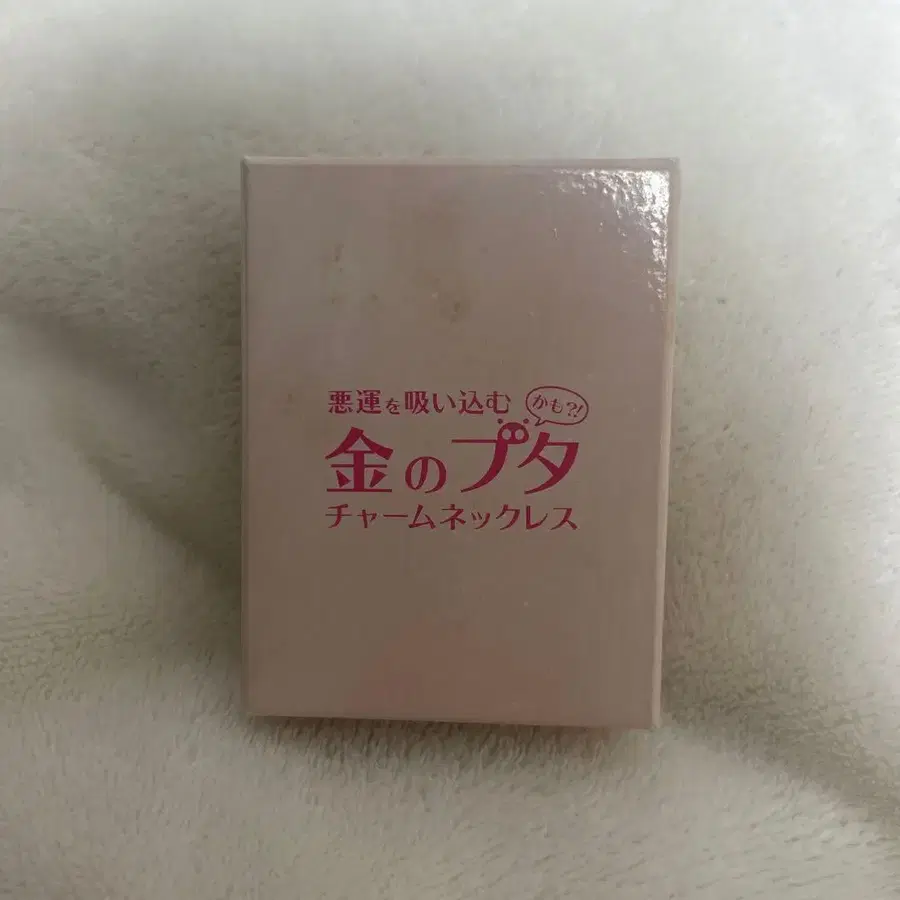 悪運を吸い込む
かも?!
金のブタ
チャームネックレス